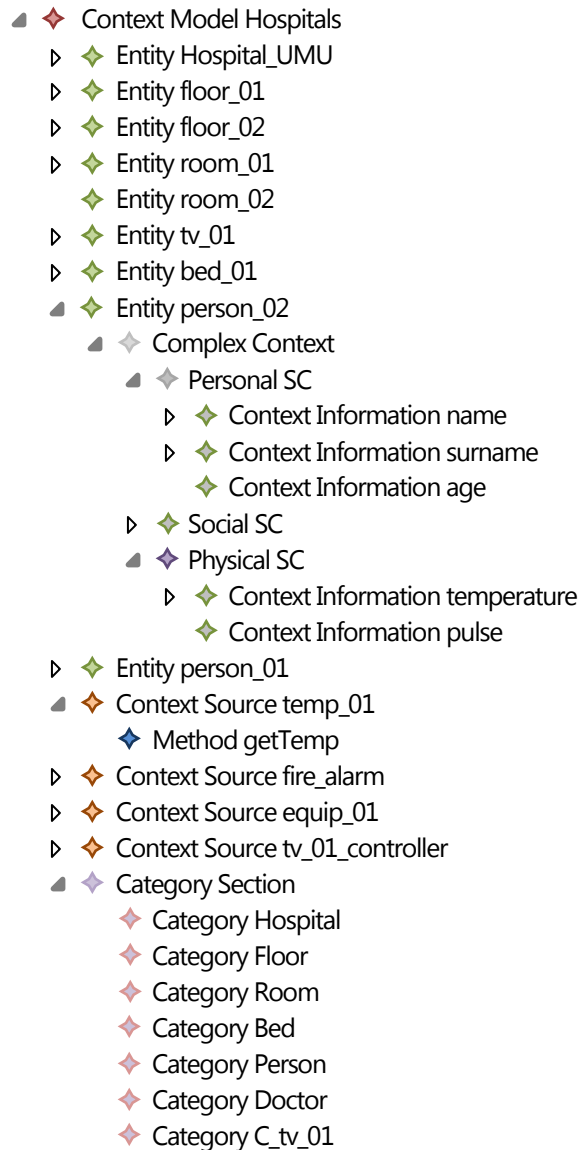 Context Model Hospitals
Entity Hospital_UMU
Entity floor_01
Entity floor_02
Entity room_01
Entity room_02
Entity tv_01
Entity bed_01
Entity person_02
Complex Context
Personal SC
Context Information name
Context Information surname
Context Information age
Social SC
Physical SC
Context Information temperature
Context Information pulse
Entity person_01
Context Source temp_01
Method getTemp
Context Source fire_alarm
Context Source equip_01
Context Source tv_01_controller
Category Section
Category Hospital
Category Floor
Category Room
Category Bed
Category Person
Category Doctor
Category C_tv_01